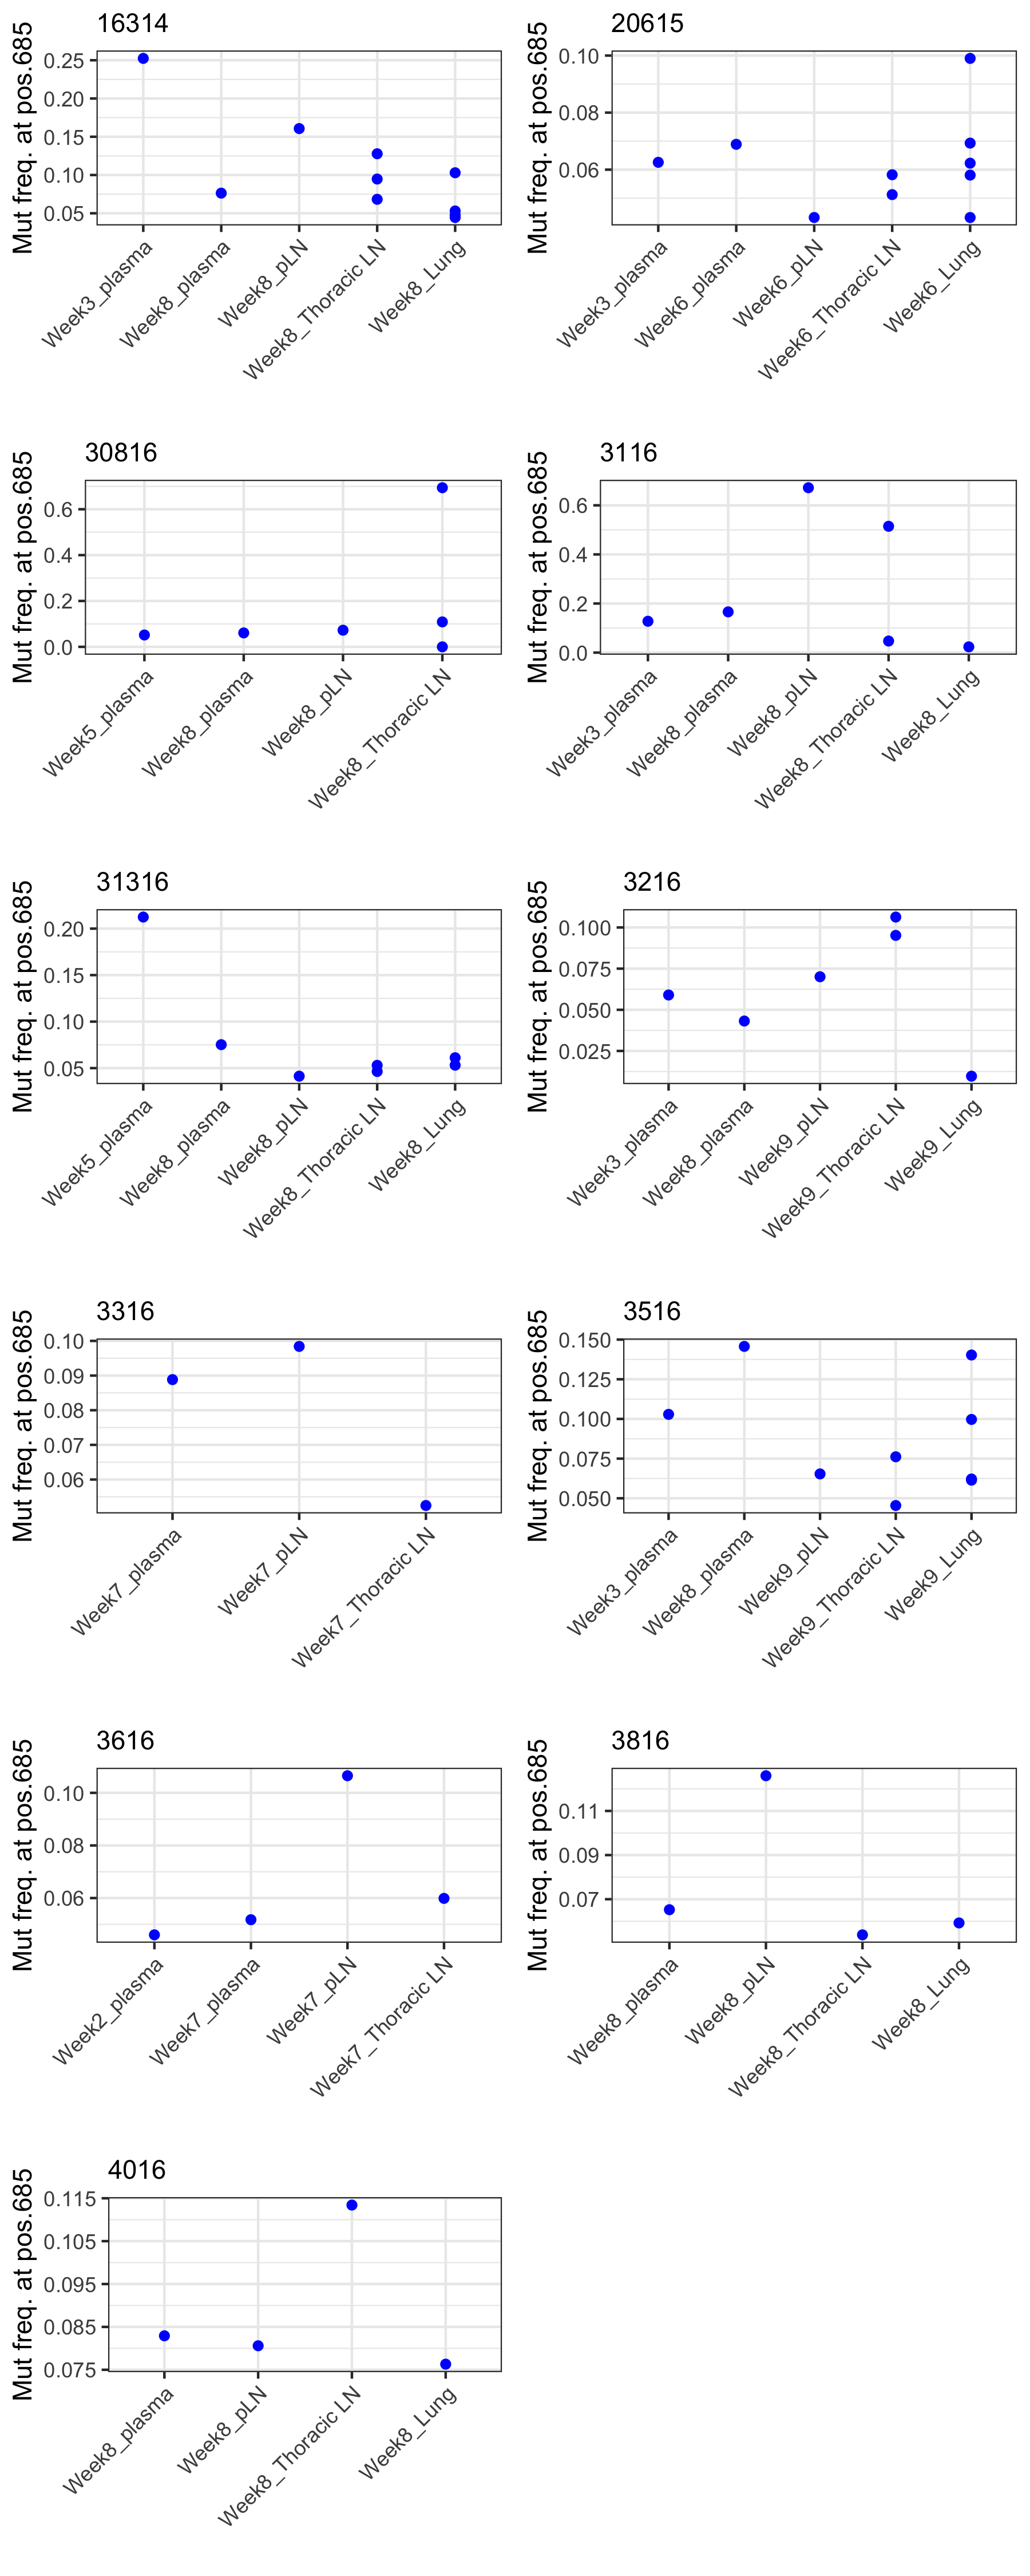 16314
Mut freq. at pos.685
0.25
0.20
0.15
0.10
0.05
Week3_plasma
Week8_plasma
Week8_pLN
Week8_Thoracic LN
Week8_Lung
20615
Mut freq. at pos.685
0.10
0.08
0.06
Week3_plasma
Week6_plasma
Week6_pLN
Week6_Thoracic LN
Week6_Lung
30816
Mut freq. at pos.685
0.6
0.4
0.2
0.0
Week5_plasma
Week8_plasma
Week8_pLN
Week8_Thoracic LN
3116
Mut freq. at pos.685
0.6
0.4
0.2
0.0
Week3_plasma
Week8_plasma
Week8_pLN
Week8_Thoracic LN
Week8_Lung
31316
Mut freq. at pos.685
0.20
0.15
0.10
0.05
Week5_plasma
Week8_plasma
Week8_pLN
Week8_Thoracic LN
Week8_Lung
3216
Mut freq. at pos.685
0.100
0.075
0.050
0.025
Week3_plasma
Week8_plasma
Week9_pLN
Week9_Thoracic LN
Week9_Lung
3316
Mut freq. at pos.685
0.10
0.09
0.08
0.07
0.06
Week7_plasma
Week7_pLN
Week7_Thoracic LN
3516
Mut freq. at pos.685
0.150
0.125
0.100
0.075
0.050
Week3_plasma
Week8_plasma
Week9_pLN
Week9_Thoracic LN
Week9_Lung
3616
Mut freq. at pos.685
0.10
0.08
0.06
Week2_plasma
Week7_plasma
Week7_pLN
Week7_Thoracic LN
3816
Mut freq. at pos.685
0.11
0.09
0.07
Week8_plasma
Week8_pLN
Week8_Thoracic LN
Week8_Lung
4016
Mut freq. at pos.685
0.115
0.105
0.095
0.085
0.075
Week8_plasma
Week8_pLN
Week8_Thoracic LN
Week8_Lung